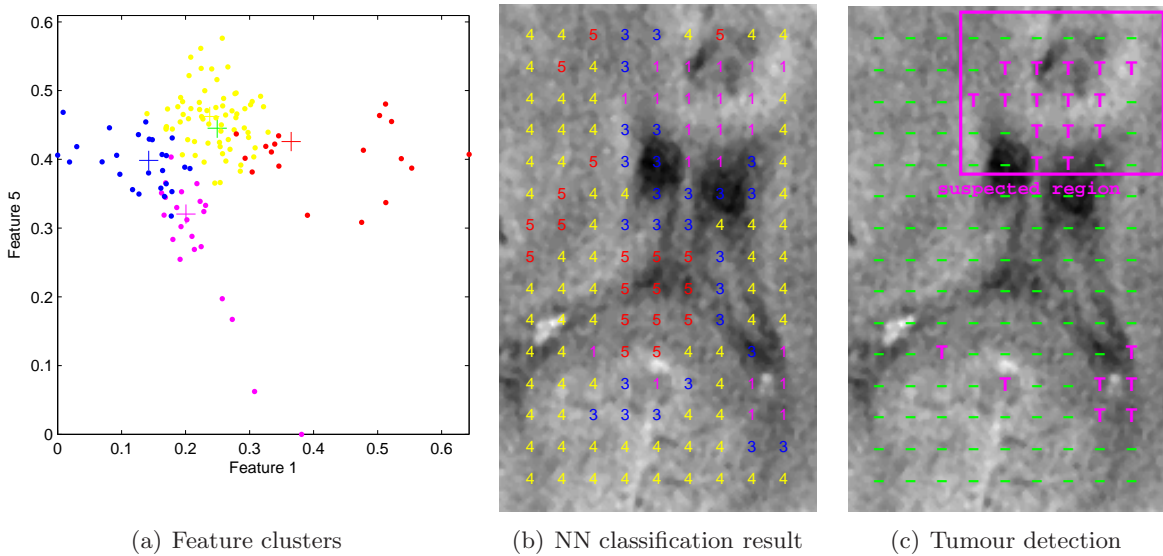 0.6
0.5
0.4
0.3
0.2
0.1
0
0 0.1 0.2 0.3 0.4 0.5 0.6
Feature 5
Feature 1
(a) Feature clusters
4 4 5 3 3 4 5 4 4
4 5 4 3 1 1 1 1 1
4 4 4 1 1 1 1 1 4
4 4 4 3 3 1 1 1 4
4 4 5 3 3 1 1 3 4
4 5 4 4 3 3 3 3 4
5 5 4 3 3 3 4 4 4
5 4 4 5 5 5 3 4 4
4 4 4 5 5 5 3 4 4
4 4 4 5 5 5 3 4 4
4 4 1 5 5 4 4 3 1
4 4 4 3 1 3 4 1 1
4 4 3 3 3 4 4 1 1
4 4 4 4 4 4 4 3 3
4 4 4 4 4 4 4 4 4
(b) NN classification result
– – – – – – – – –
– – – – T T T T T
– – – T T T T T –
– – – – – T T T –
– – – – – T T – –
suspected region
– – – – – – – – –
– – – – – – – – –
– – – – – – – – –
– – – – – – – – –
– – – – – – – – –
– – T – – – – – T
– – – – T – – T T
– – – – – – – T T
– – – – – – – – –
– – – – – – – – –
(c) Tumour detection